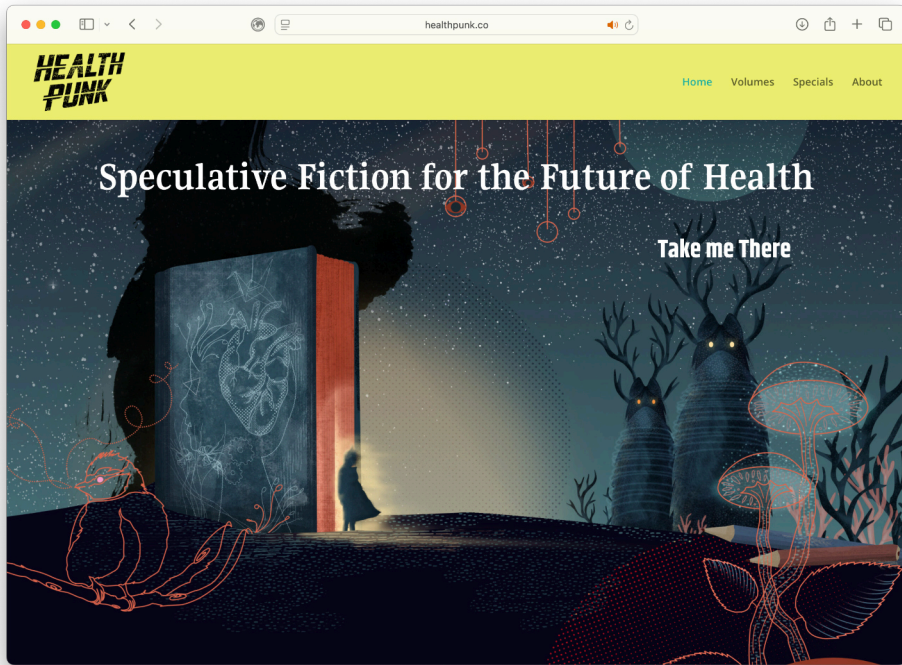 healthpunk.co
HEALTH
PUNK
Home Volumes Specials About
Speculative Fiction for the Future of Health
Take me There